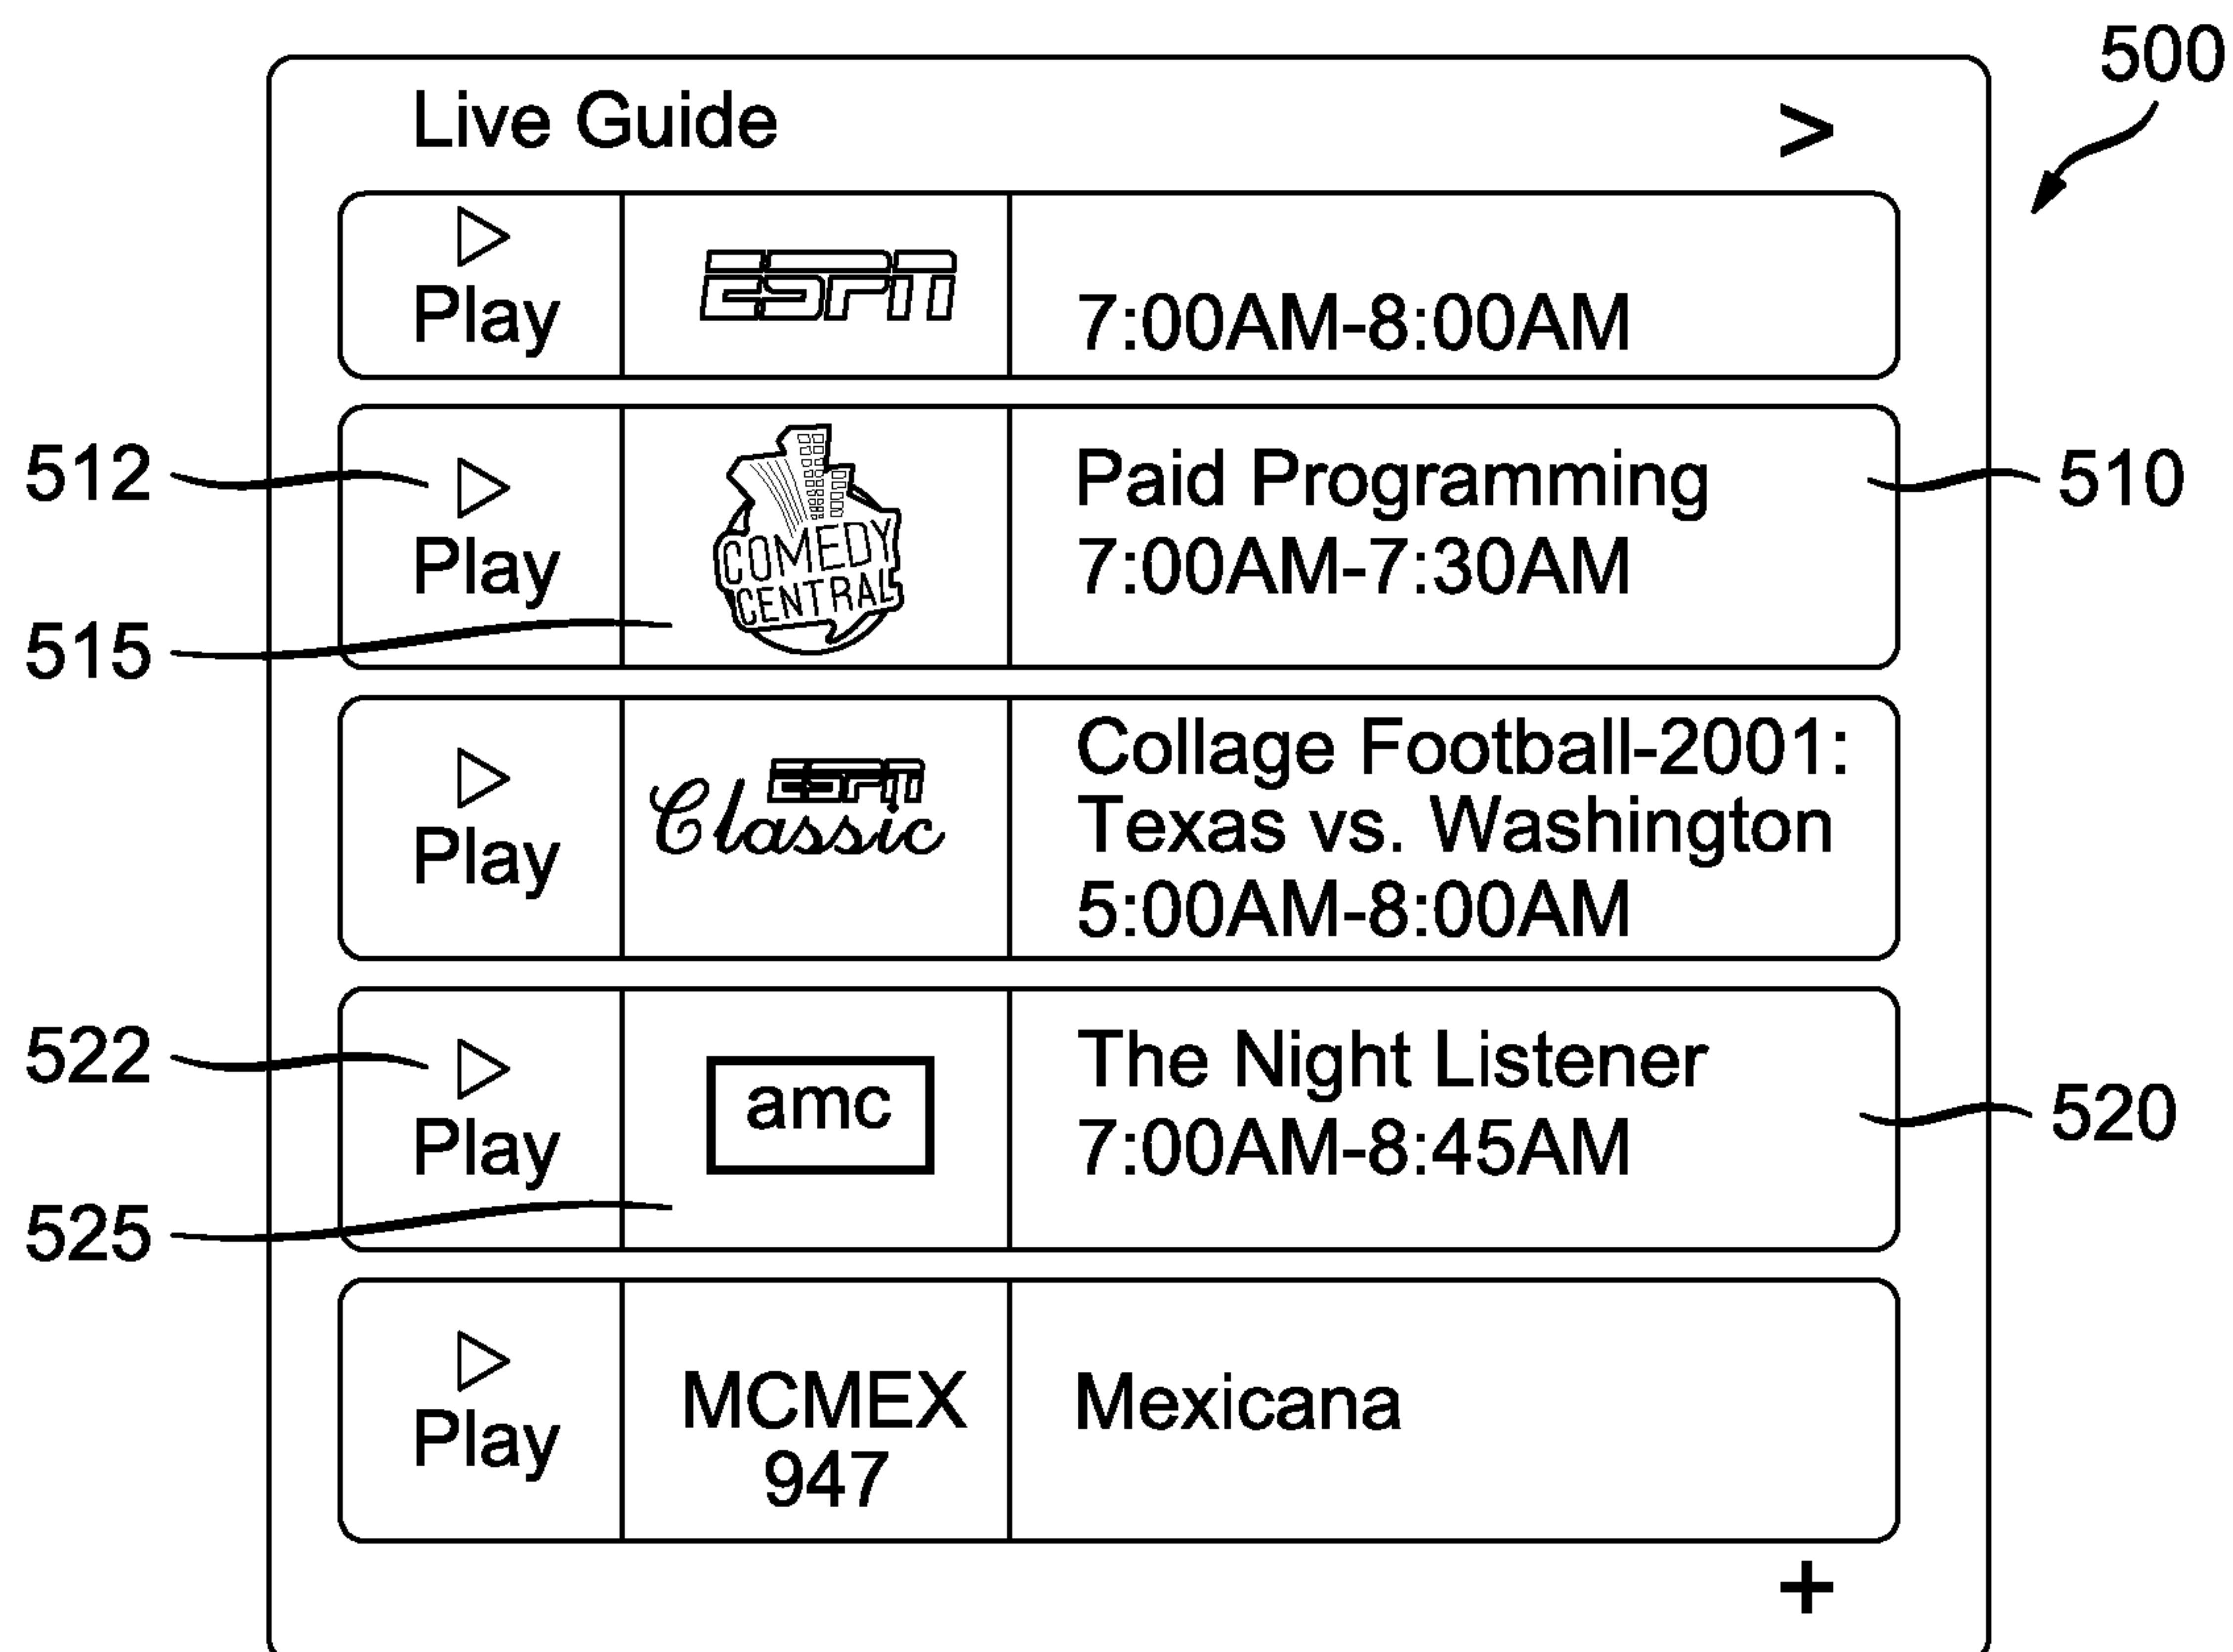 500
Live Guide >
Play
ESPN
7:00AM-8:00AM
512
Play
515
COMEDY
CENTRAL
Paid Programming
7:00AM-7:30AM
510
Play
ESPN
Classic
Collage Football-2001:
Texas vs. Washington
5:00AM-8:00AM
522
Play
525
amc
The Night Listener
7:00AM-8:45AM
520
Play
MCMEX
947
Mexicana
+